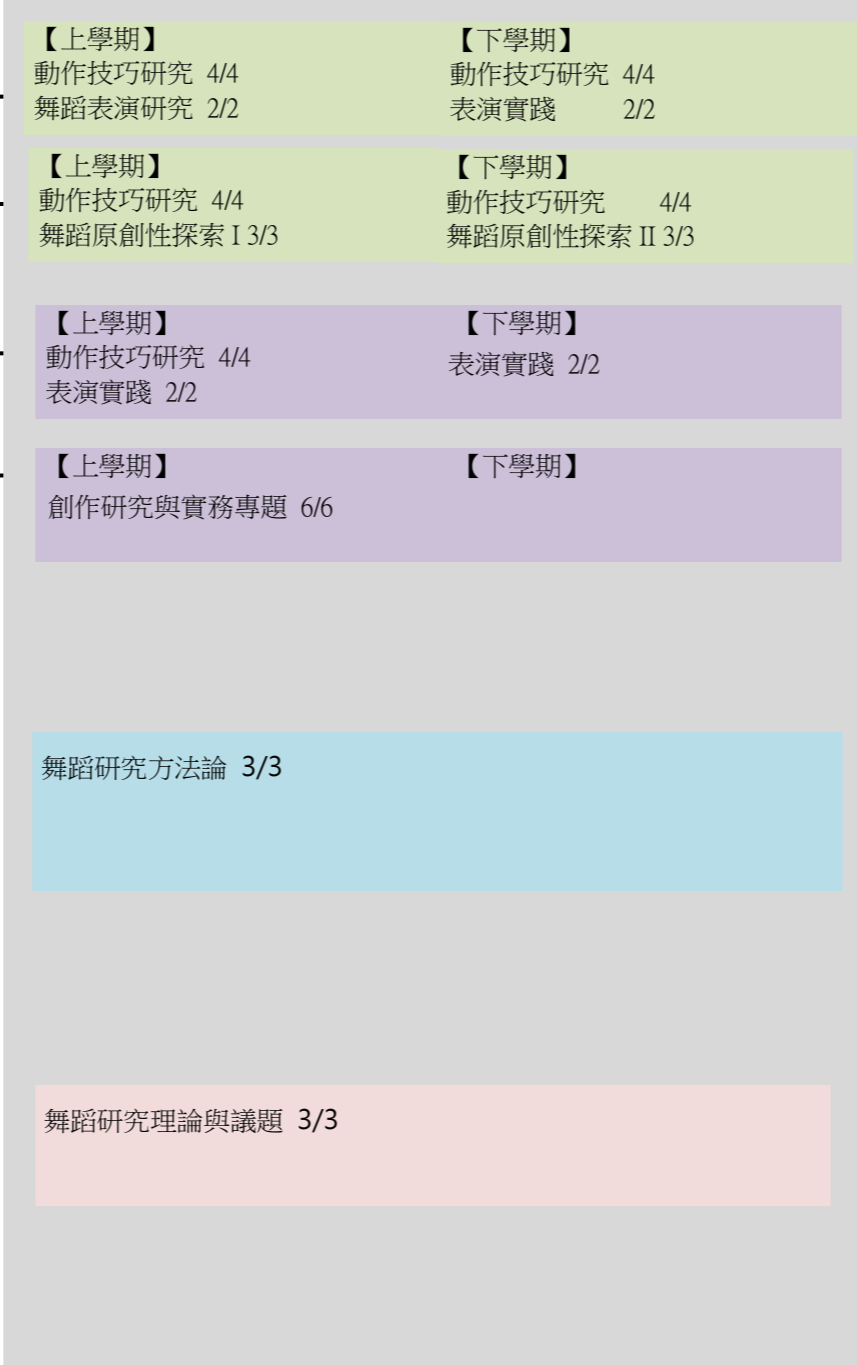 【上學期】
動作技巧研究 4/4
舞蹈表演研究 2/2
【下學期】
動作技巧研究 4/4
表演實踐 2/2
【上學期】
動作技巧研究 4/4
舞蹈原創性探索 I 3/3
【下學期】
動作技巧研究 4/4
舞蹈原創性探索 II 3/3
【上學期】
動作技巧研究 4/4
表演實踐 2/2
【下學期】
表演實踐 2/2
【上學期】
創作研究與實務專題 6/6
【下學期】
舞蹈研究方法論 3/3
舞蹈研究理論與議題 3/3